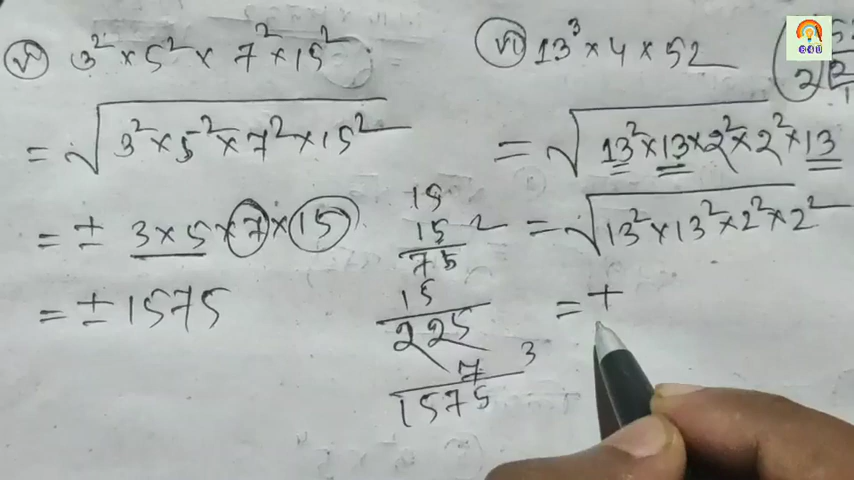 v) 3² × 5² × 7² × 15²
= √3² × 5² × 7² × 15²
= ± 3 × 5 × 7 × 15
= ± 1575
15
15
75
15
225
7
1575
vi) 13³ × 4 × 52
= √13² × 13 × 2² × 2² × 13
= √13² × 13² × 2² × 2²
= +